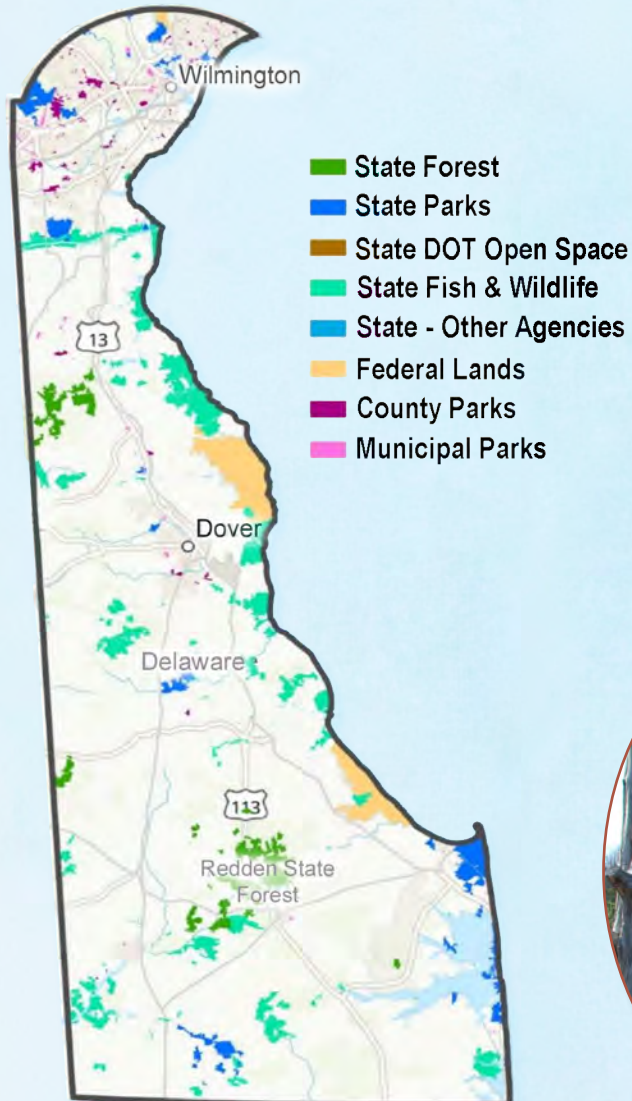 Wilmington
State Forest
State Parks
State DOT Open Space
State Fish & Wildlife
State - Other Agencies
Federal Lands
County Parks
Municipal Parks
13
Dover
Delaware
113
Redden State
Forest